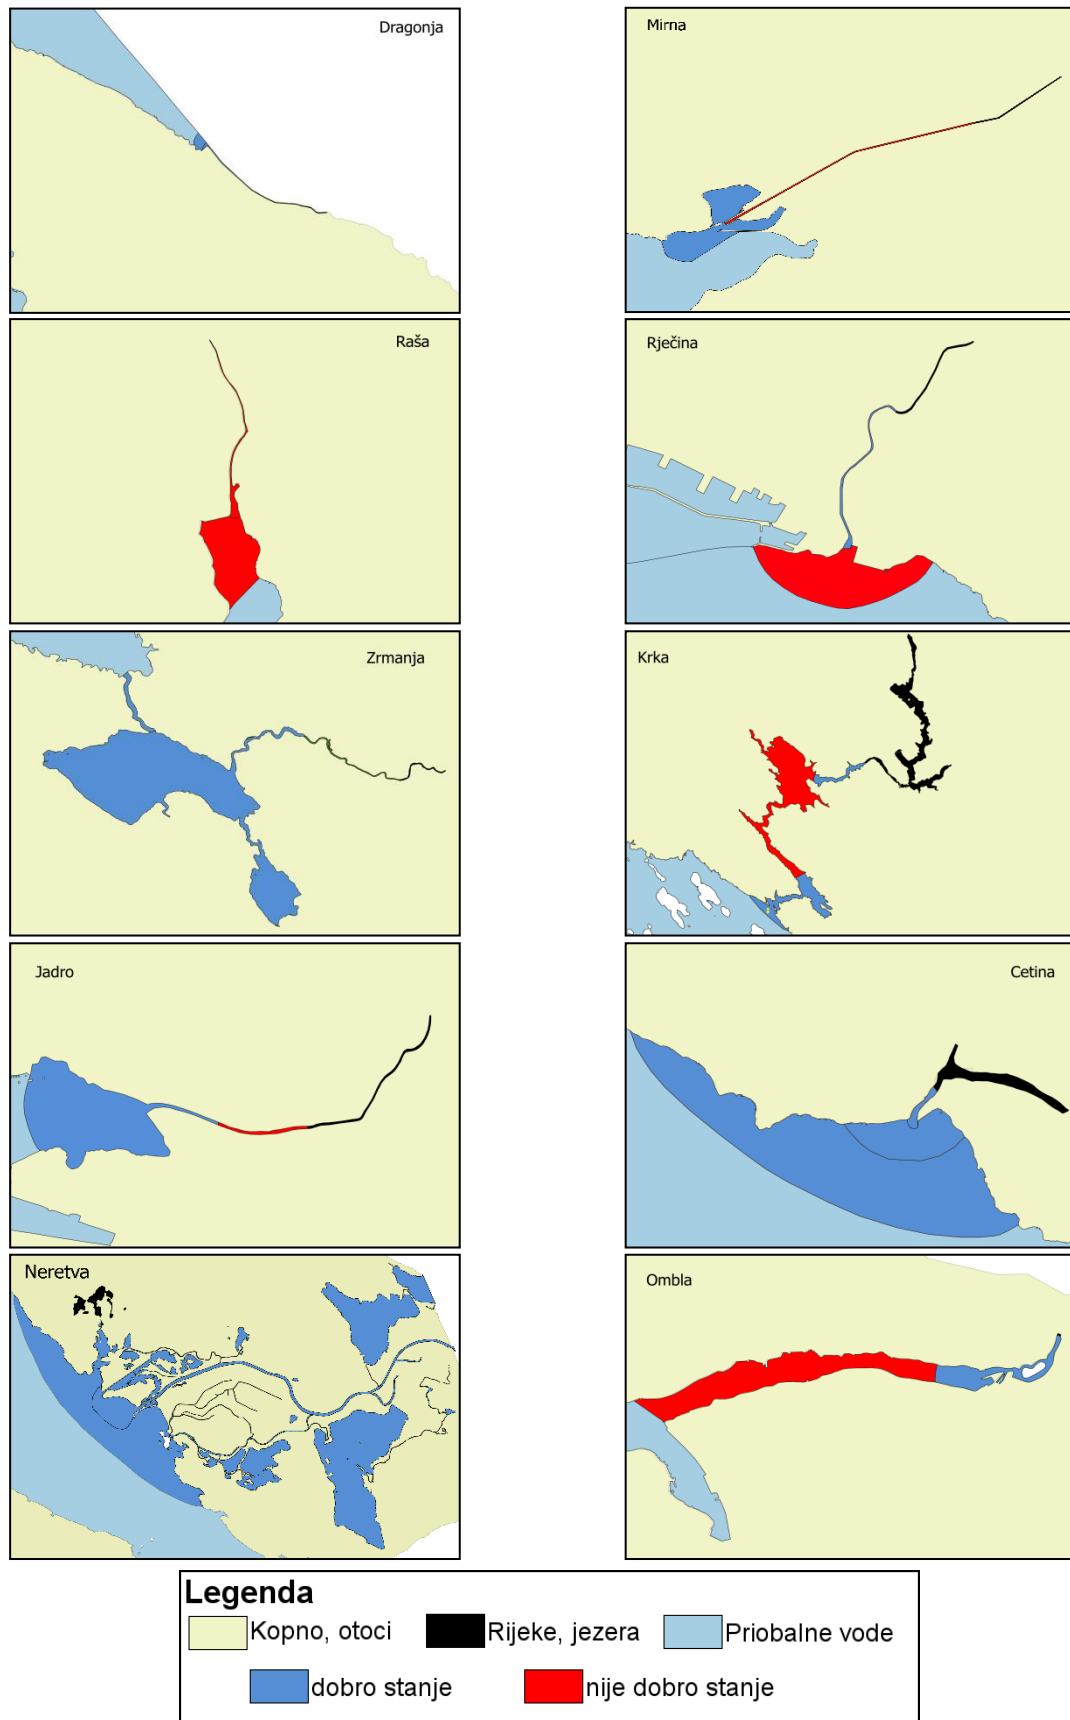 Dragonja
Mirna
Raša
Rječina
Zrmanja
Krka
Jadro
Cetina
Neretva
Ombla
Legenda
Kopno, otoci
Rijeke, jezera
Priobalne vode
dobro stanje
nije dobro stanje